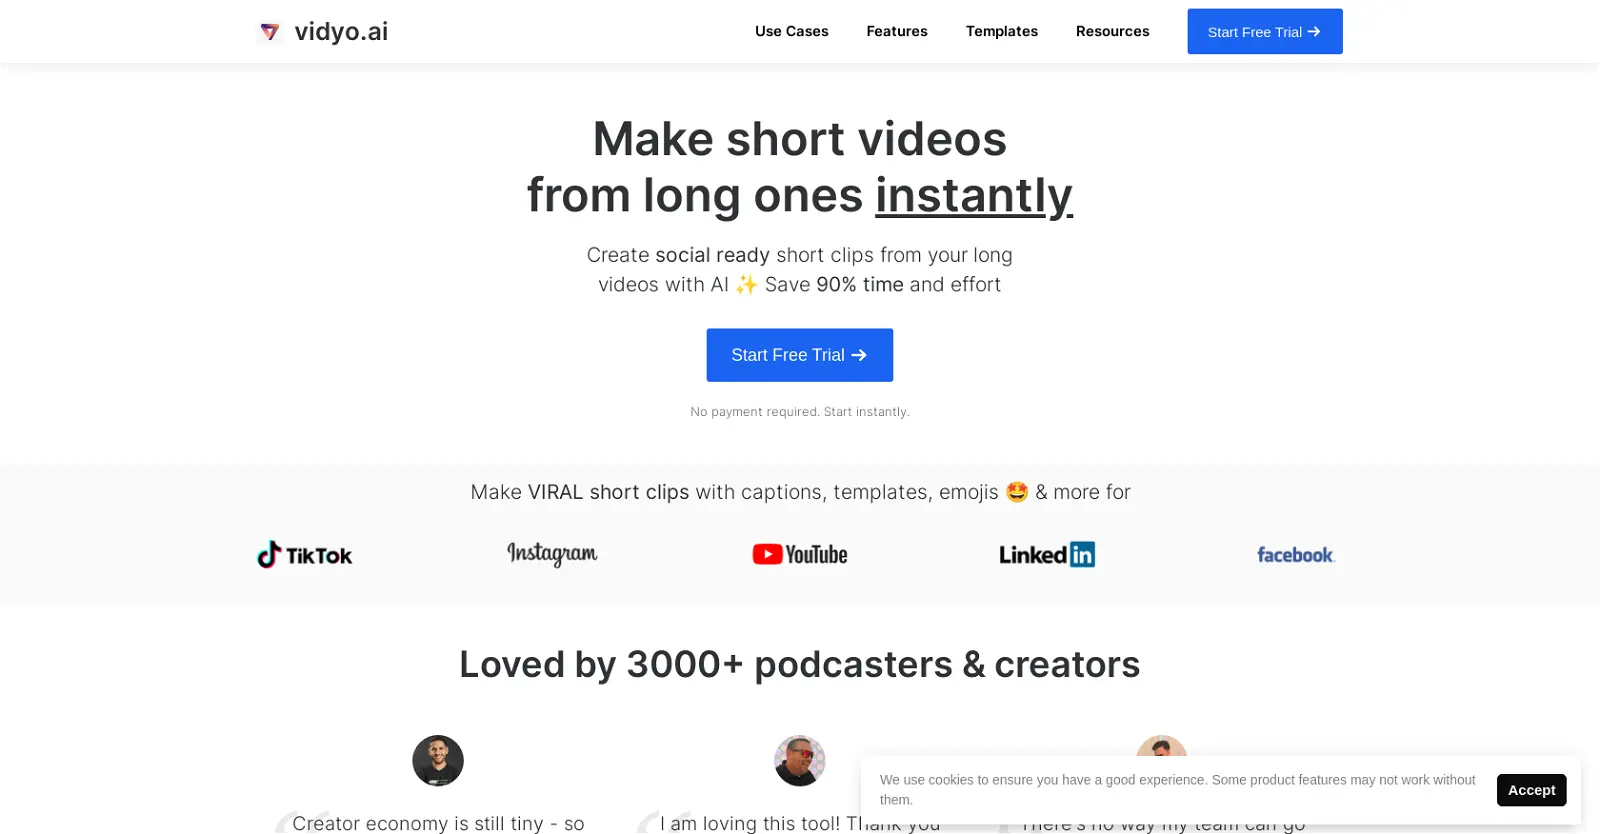 vidyo.ai
Use Cases
Features
Templates
Resources
Start Free Trial →
Make short videos
from long ones instantly
Create social ready short clips from your long
videos with AI ✨ Save 90% time and effort
Start Free Trial →
No payment required. Start instantly.
Make VIRAL short clips with captions, templates, emojis 🤩 & more for
TikTok
Instagram
YouTube
Linked in
facebook.
Loved by 3000+ podcasters & creators
Creator economy is still tiny - so
I am loving this tool! Thank you
There's no way my team can go
We use cookies to ensure you have a good experience. Some product features may not work without
them.
Accept